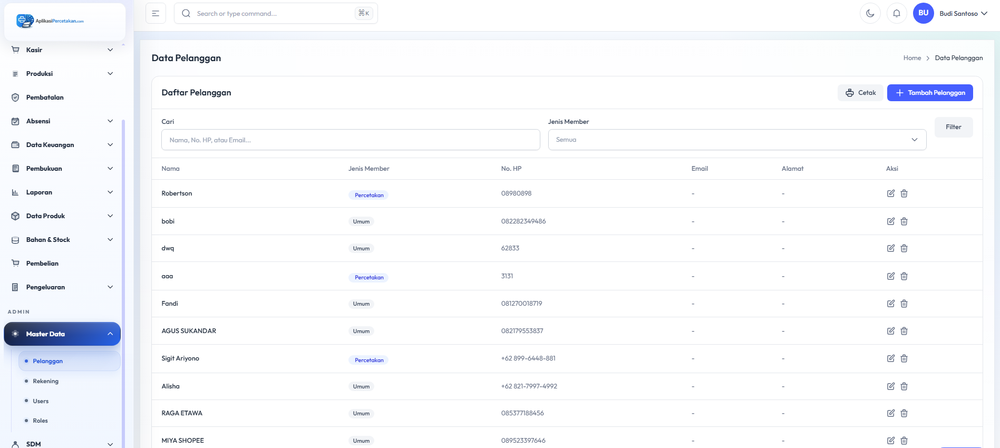 AplikasiPercetakan.com
Search or type command...
⌘K
BU
Budi Santoso
Kasir
Produksi
Pembatalan
Absensi
Data Keuangan
Pembukuan
Laporan
Data Produk
Bahan & Stock
Pembelian
Pengeluaran
ADMIN
Master Data
Pelanggan
Rekening
Users
Roles
SDM
Data Pelanggan
Home > Data Pelanggan
Daftar Pelanggan
Cetak
Tambah Pelanggan
Cari
Nama, No. HP, atau Email...
Jenis Member
Semua
Filter
Nama Jenis Member No. HP Email Alamat Aksi
Robertson Percetakan 08980898 - -
bobi Umum 082282349486 - -
dwq Umum 62833 - -
aaa Percetakan 3131 - -
Fandi Umum 081270018719 - -
AGUS SUKANDAR Umum 082179553837 - -
Sigit Ariyono Percetakan +62 899-6448-881 - -
Alisha Umum +62 821-7997-4992 - -
RAGA ETAWA Umum 085377188456 - -
MIYA SHOPEE Umum 089523397646 - -